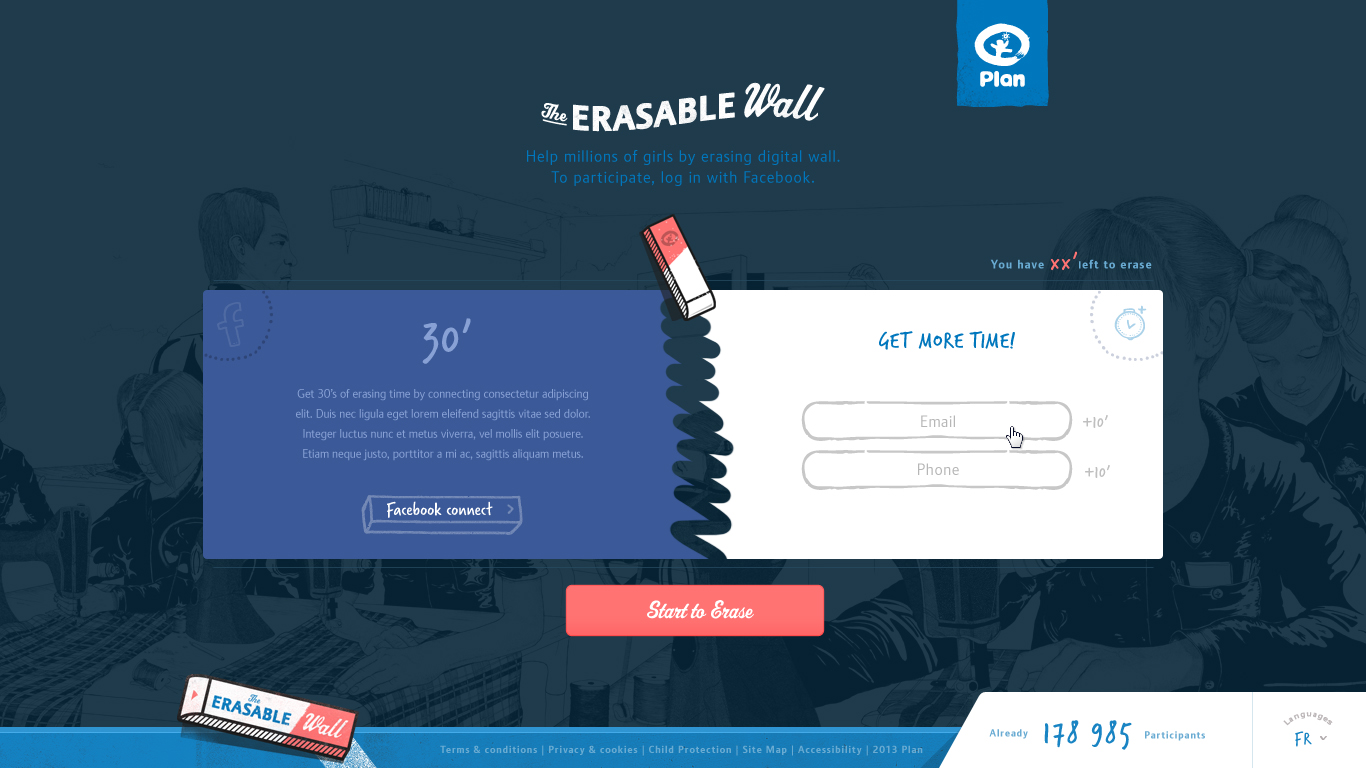 Plan
The ERASABLE Wall
Help millions of girls by erasing digital wall.
To participate, log in with Facebook.
You have XX' left to erase
30'
Get 30's of erasing time by connecting consectetur adipiscing
elit. Duis nec ligula eget lorem eleifend sagittis vitae sed dolor.
Integer luctus nunc et metus viverra, vel mollis elit posuere.
Etiam neque justo, porttitor a mi ac, sagittis aliquam metus.
Facebook connect
GET MORE TIME!
Email +10'
Phone +10'
Start to Erase
The ERASABLE Wall
Terms & conditions | Privacy & cookies | Child Protection | Site Map | Accessibility | 2013 Plan
Already 178 985 Participants
Languages
FR